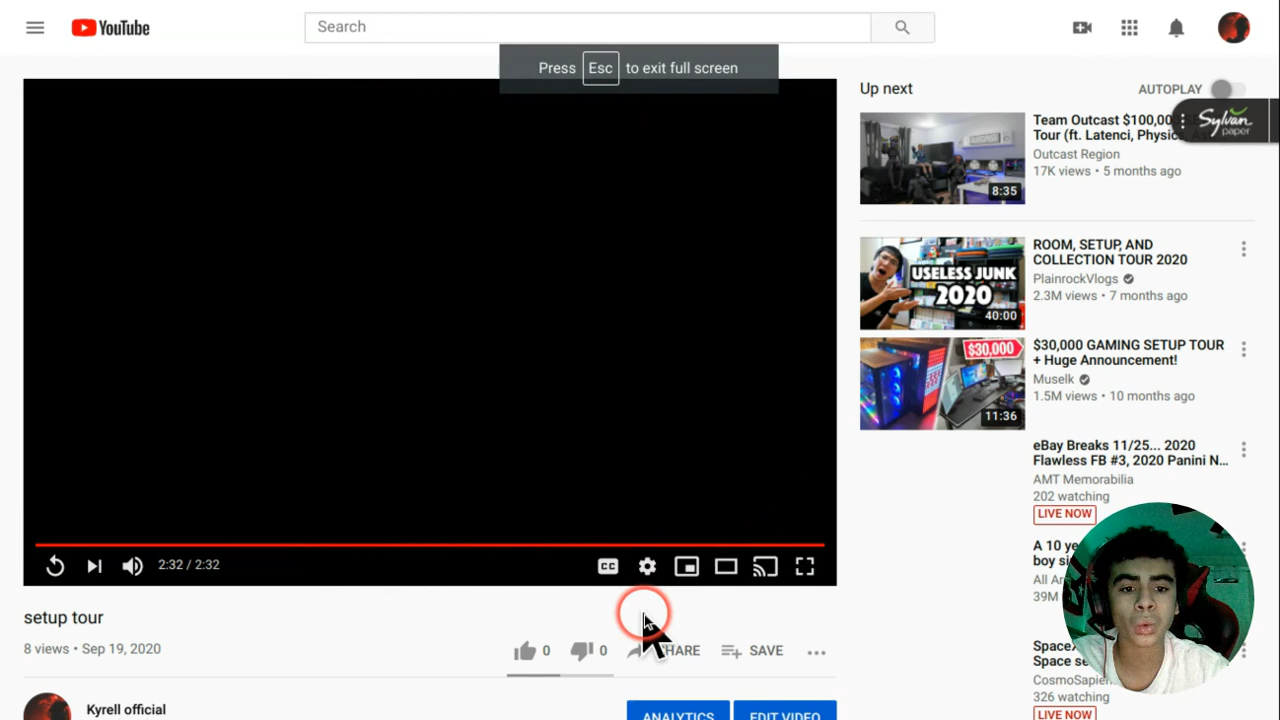 YouTube
Search
Press Esc to exit full screen
Up next
AUTOPLAY
Sylvan
paper
Team Outcast $100,00
Tour (ft. Latenci, Physic
Outcast Region
17K views • 5 months ago
8:35
ROOM, SETUP, AND
COLLECTION TOUR 2020
PlainrockVlogs
2.3M views • 7 months ago
USELESS JUNK
2020
40:00
$30,000 GAMING SETUP TOUR
+ Huge Announcement!
Muselk
1.5M views • 10 months ago
$30,000
11:36
eBay Breaks 11/25... 2020
Flawless FB #3, 2020 Panini N...
AMT Memorabilia
202 watching
LIVE NOW
A 10 ye
boy si
All Ar
39M
Space
Space se
CosmoSapien
326 watching
LIVE NOW
2:32 / 2:32
CC
setup tour
8 views • Sep 19, 2020
0
0
HARE
SAVE
Kyrell official
ANALYTICS
EDIT VIDEO